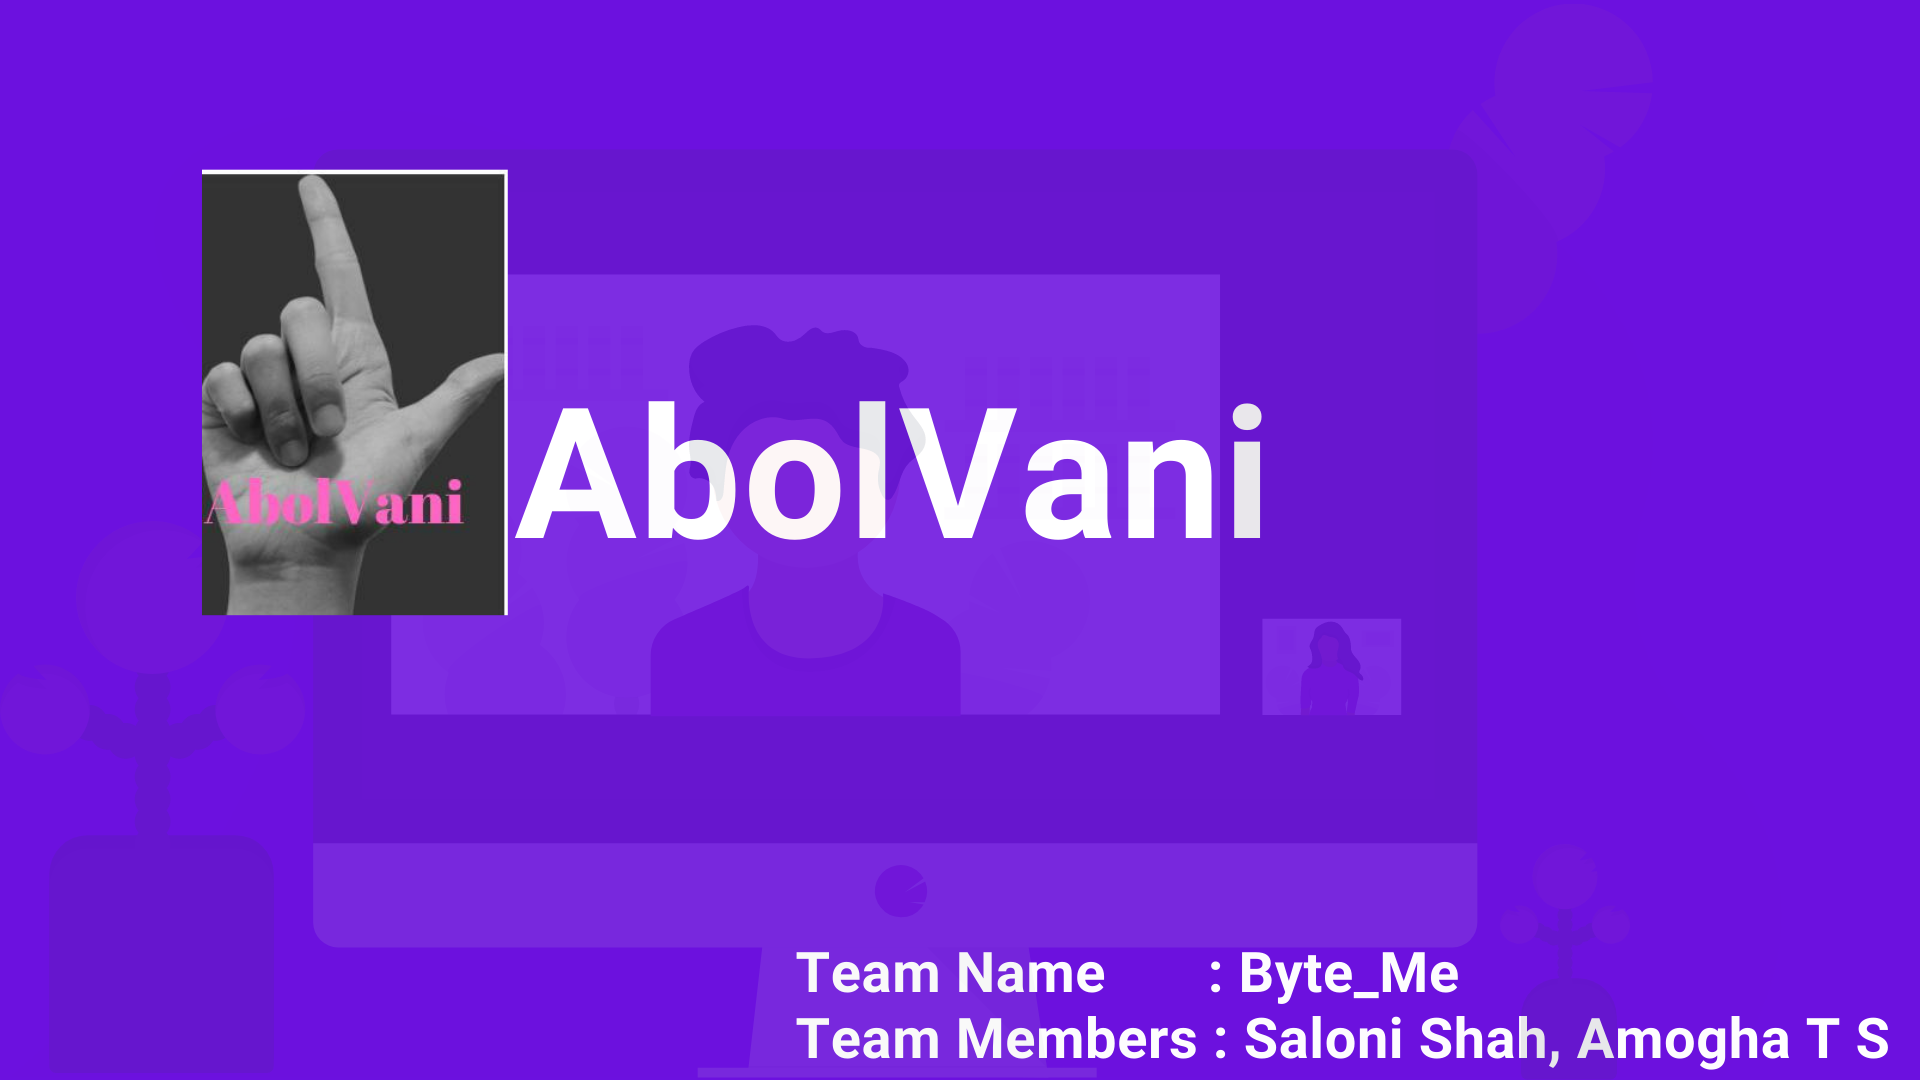 AbolVani
AbolVani
Team Name : Byte_Me
Team Members : Saloni Shah, Amogha T S